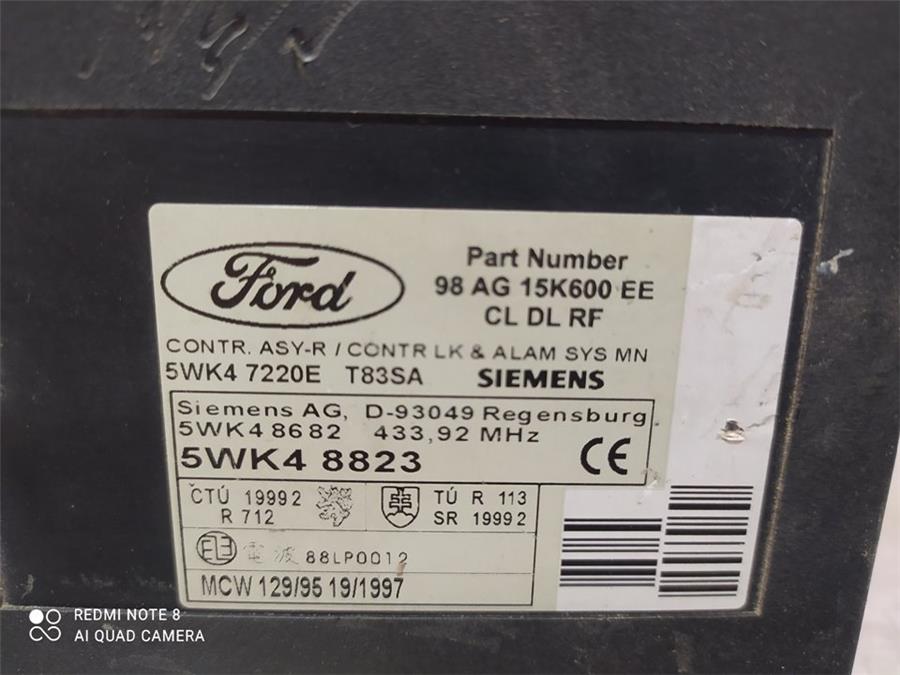 Ford
Part Number
98 AG 15K600 EE
CL DL RF
CONTR. ASY-R / CONTR LK & ALAM SYS MN
5WK4 7220E T83SA SIEMENS
Siemens AG, D-93049 Regensburg
5WK4 8682 433,92 MHz
5WK4 8823 CE
ČTÚ 1999 2
R 712
TÚ R 113
SR 1999 2
電波 88LP0012
MCW 129/95 19/1997
REDMI NOTE 8
AI QUAD CAMERA